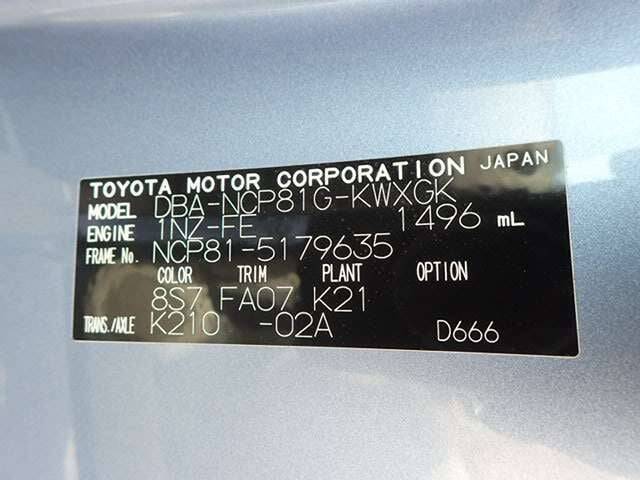 TOYOTA MOTOR CORPORATION JAPAN
MODEL DBA-NCP81G-KWXGK
ENGINE 1NZ-FE 1496 mL
FRAME No. NCP81-5179635
COLOR TRIM PLANT OPTION
8S7 FA07 K21
TRANS./AXLE K210 -02A D666